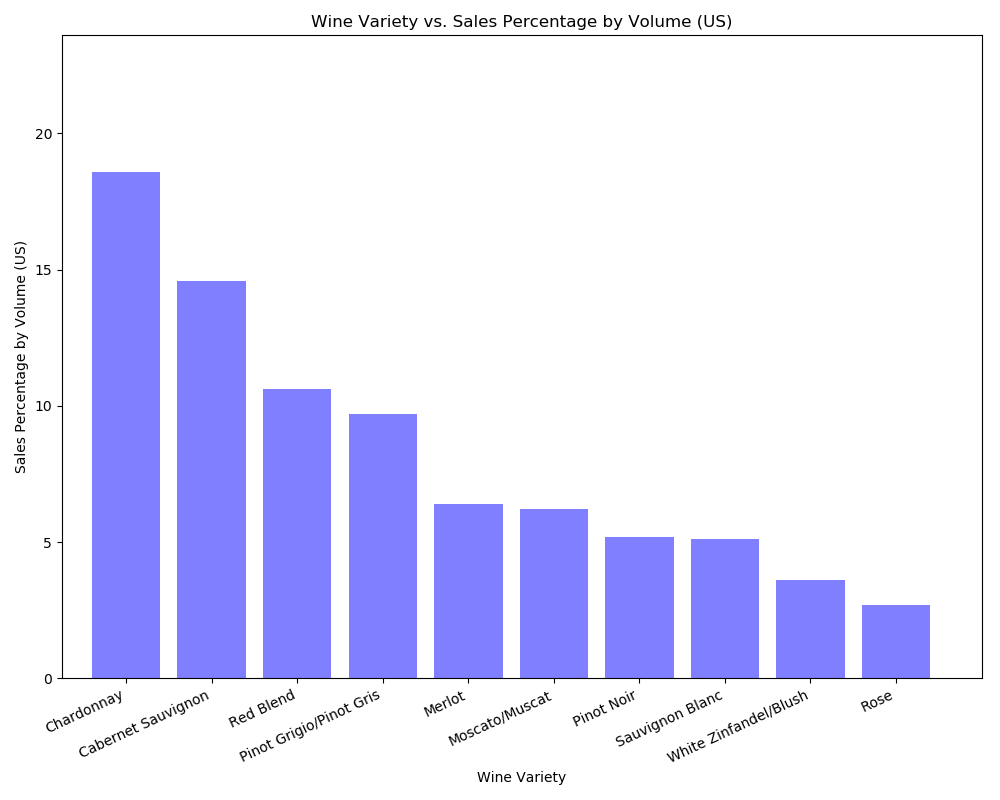 Wine Variety vs. Sales Percentage by Volume (US)
Sales Percentage by Volume (US)
20
15
10
5
0
Chardonnay
Cabernet Sauvignon
Red Blend
Pinot Grigio/Pinot Gris
Merlot
Moscato/Muscat
Pinot Noir
Sauvignon Blanc
White Zinfandel/Blush
Rose
Wine Variety